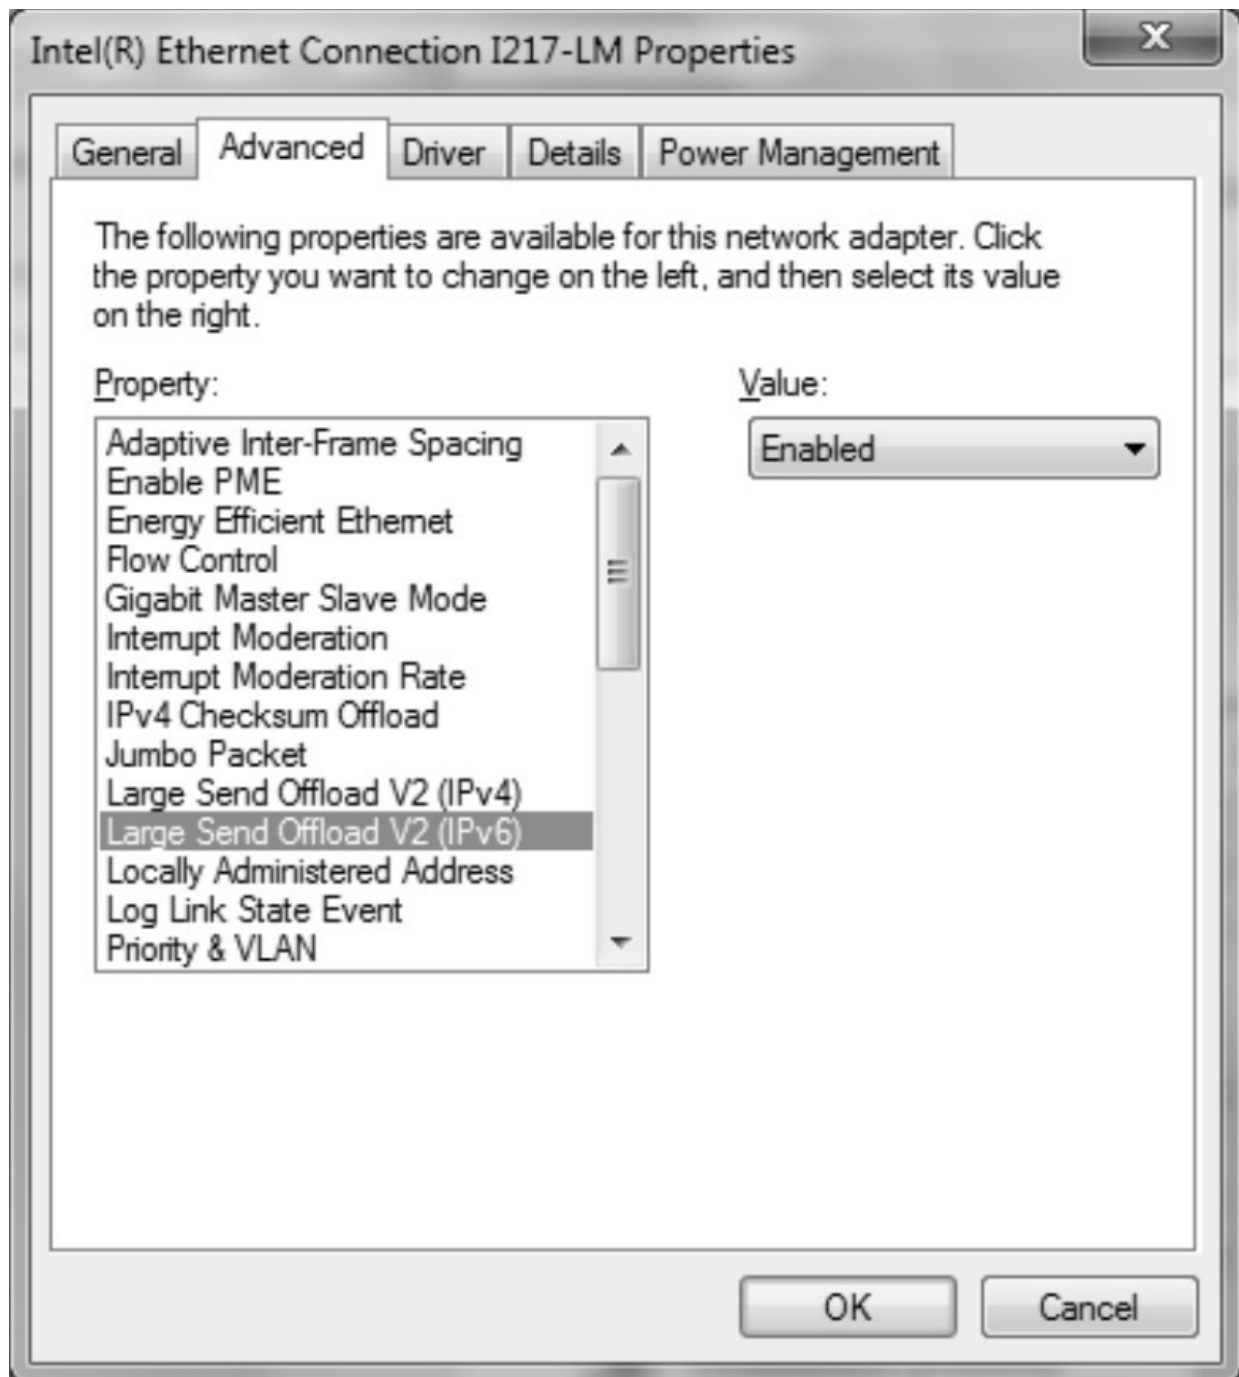 Intel(R) Ethernet Connection I217-LM Properties
X
General Advanced Driver Details Power Management
The following properties are available for this network adapter. Click
the property you want to change on the left, and then select its value
on the right.
Property:
Value:
Adaptive Inter-Frame Spacing
Enabled
Enable PME
Energy Efficient Ethernet
Flow Control
Gigabit Master Slave Mode
Interrupt Moderation
Interrupt Moderation Rate
IPv4 Checksum Offload
Jumbo Packet
Large Send Offload V2 (IPv4)
Large Send Offload V2 (IPv6)
Locally Administered Address
Log Link State Event
Priority & VLAN
OK
Cancel